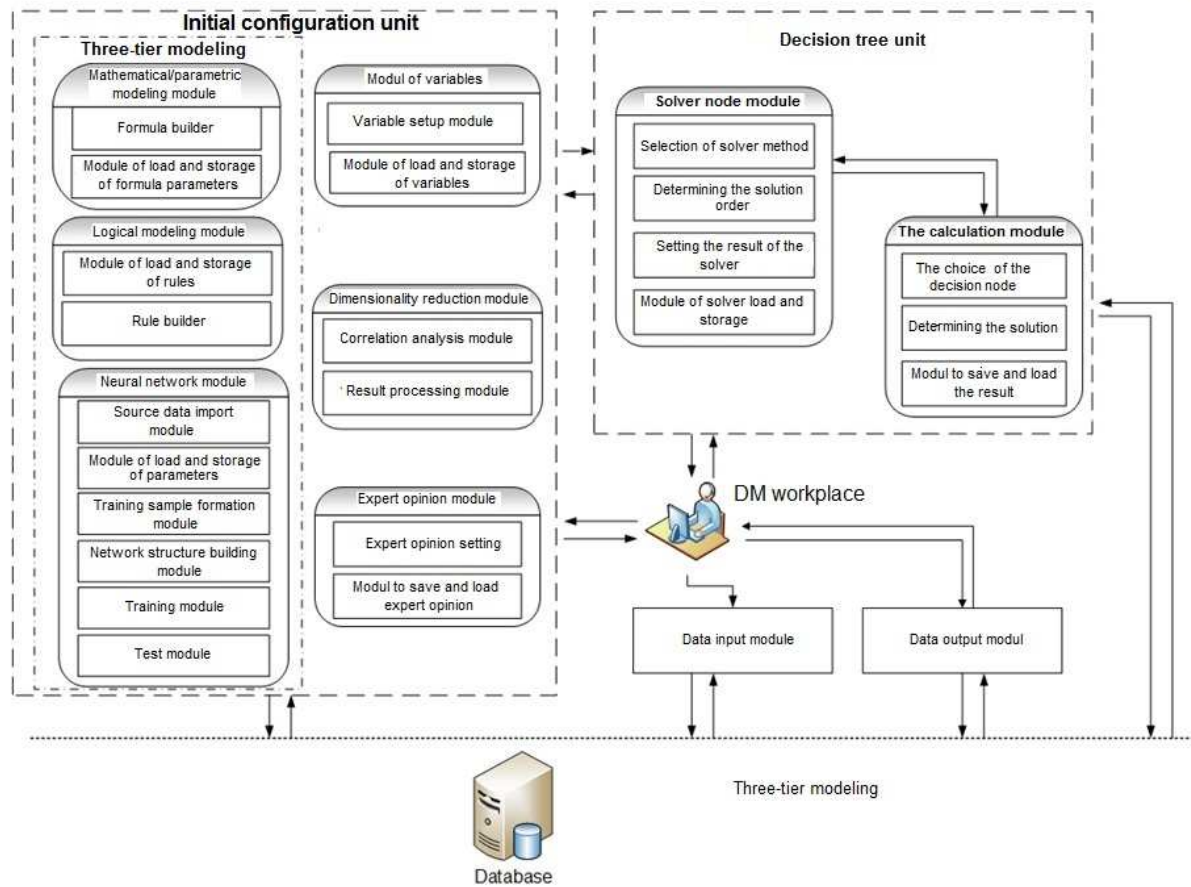 Initial configuration unit
Three-tier modeling
Mathematical/parametric
modeling module
Formula builder
Module of load and storage
of formula parameters
Logical modeling module
Module of load and storage
of rules
Rule builder
Neural network module
Source data import
module
Module of load and storage
of parameters
Training sample formation
module
Network structure building
module
Training module
Test module
Modul of variables
Variable setup module
Module of load and storage
of variables
Dimensionality reduction module
Correlation analysis module
Result processing module
Expert opinion module
Expert opinion setting
Modul to save and load
expert opinion
Decision tree unit
Solver node module
Selection of solver method
Determining the solution
order
Setting the result of the
solver
Module of solver load and
storage
The calculation module
The choice of the
decision node
Determining the solution
Modul to save and load
the result
DM workplace
Data input module
Data output modul
Three-tier modeling
Database